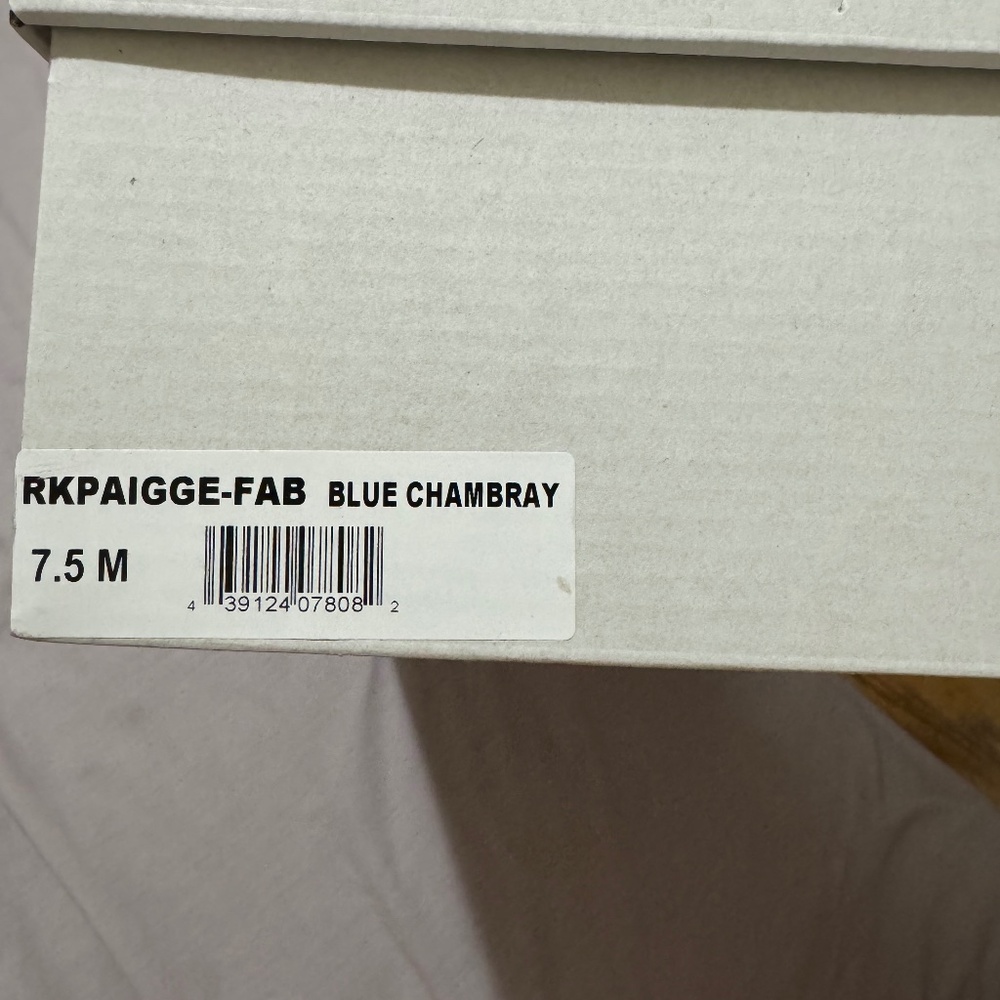 RKPAIGGE-FAB BLUE CHAMBRAY
7.5 M
4 39124 07808 2